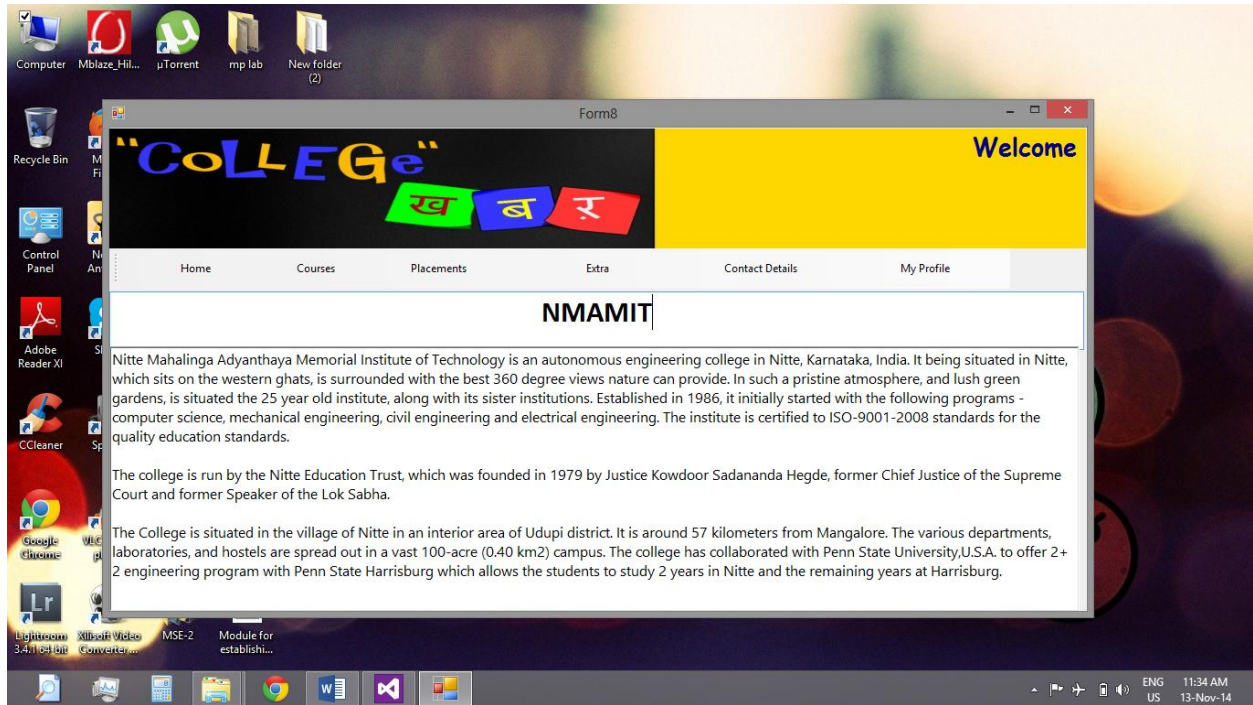 Computer
Mblaze_Hil...
µTorrent
mp lab
New folder
(2)
Form8
Recycle Bin
M
Fi
"CoLLEGe"
ख ब र
Welcome
Control
Panel
N
An
Home
Courses
Placements
Extra
Contact Details
My Profile
NMAMIT
Adobe
Reader XI
Nitte Mahalinga Adyanthaya Memorial Institute of Technology is an autonomous engineering college in Nitte, Karnataka, India. It being situated in Nitte,
which sits on the western ghats, is surrounded with the best 360 degree views nature can provide. In such a pristine atmosphere, and lush green
gardens, is situated the 25 year old institute, along with its sister institutions. Established in 1986, it initially started with the following programs -
computer science, mechanical engineering, civil engineering and electrical engineering. The institute is certified to ISO-9001-2008 standards for the
quality education standards.
CCleaner
Sp
The college is run by the Nitte Education Trust, which was founded in 1979 by Justice Kowdoor Sadananda Hegde, former Chief Justice of the Supreme
Court and former Speaker of the Lok Sabha.
Google
Chrome
VLC
pl
The College is situated in the village of Nitte in an interior area of Udupi district. It is around 57 kilometers from Mangalore. The various departments,
laboratories, and hostels are spread out in a vast 100-acre (0.40 km2) campus. The college has collaborated with Penn State University,U.S.A. to offer 2+
2 engineering program with Penn State Harrisburg which allows the students to study 2 years in Nitte and the remaining years at Harrisburg.
Lr
Lightroom
3.4.1 64-bit
Xilisoft Video
Converter...
MSE-2
Module for
establishi...
ENG
US
11:34 AM
13-Nov-14